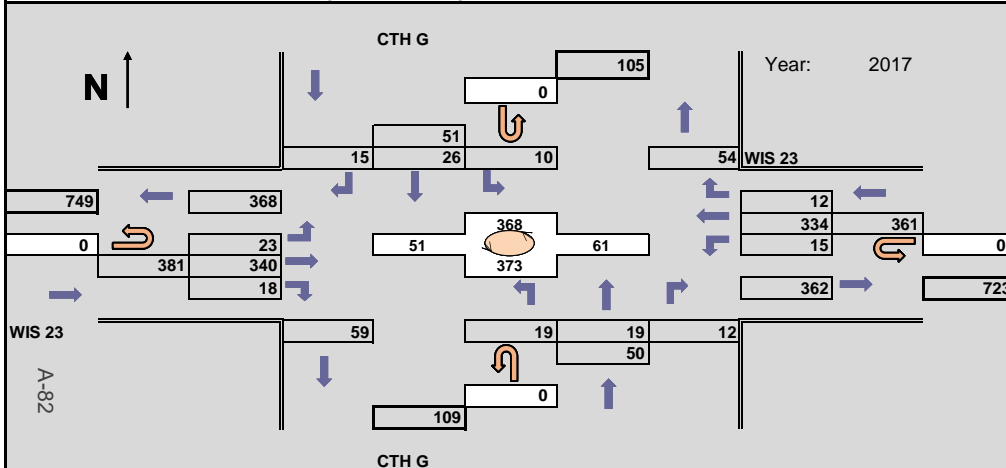 CTH G
105
Year: 2017
N
0
51
15 26 10
54 WIS 23
749 368 12
368
334 361
0 23 51 61 0
381 340 373 15
18 362 723
WIS 23 59 19 19 12
50
A-82
0
109
CTH G